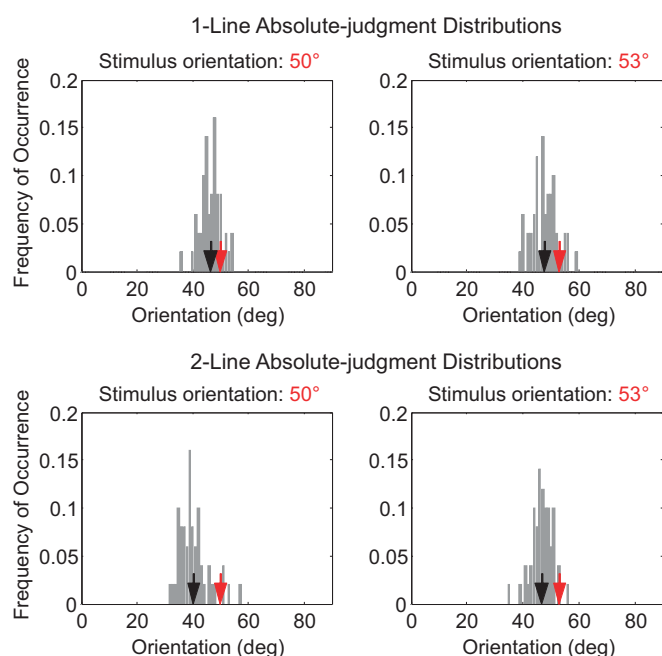 1-Line Absolute-judgment Distributions
Stimulus orientation: 50° Stimulus orientation: 53°
Frequency of Occurrence
0.2
0.15
0.1
0.05
0
0 20 40 60 80
Orientation (deg)
0.2
0.15
0.1
0.05
0
0 20 40 60 80
Orientation (deg)
2-Line Absolute-judgment Distributions
Stimulus orientation: 50° Stimulus orientation: 53°
Frequency of Occurrence
0.2
0.15
0.1
0.05
0
0 20 40 60 80
Orientation (deg)
0.2
0.15
0.1
0.05
0
0 20 40 60 80
Orientation (deg)